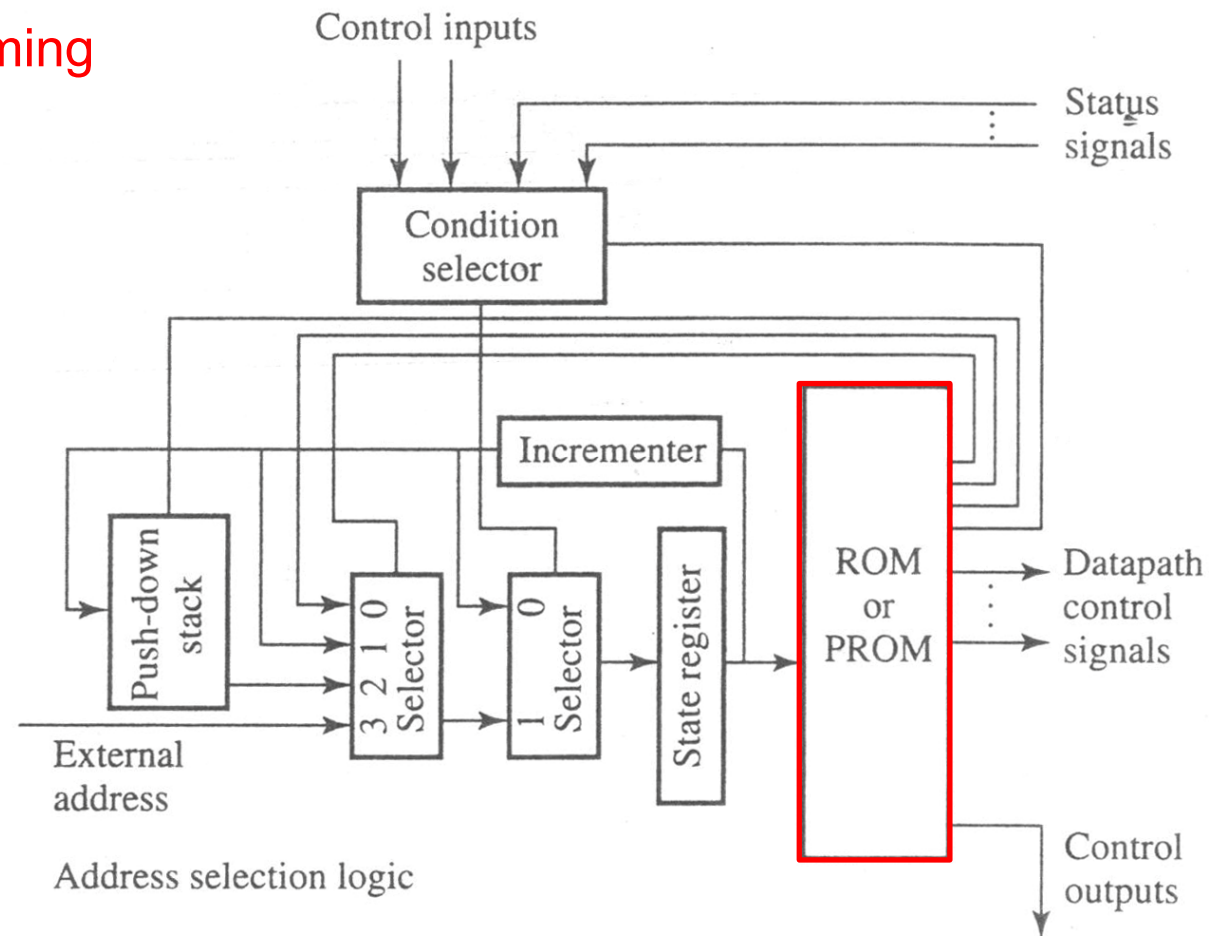 ming
Control inputs
Status
signals
Condition
selector
Incrementer
Push-down
stack
0
1
2
3
Selector
0
1
Selector
State register
ROM
or
PROM
Datapath
control
signals
External
address
Control
outputs
Address selection logic